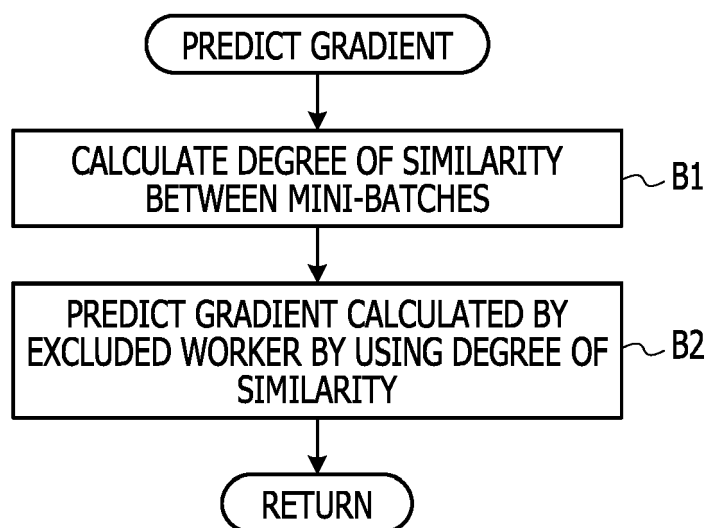 PREDICT GRADIENT
CALCULATE DEGREE OF SIMILARITY
BETWEEN MINI-BATCHES
B1
PREDICT GRADIENT CALCULATED BY
EXCLUDED WORKER BY USING DEGREE OF
SIMILARITY
B2
RETURN